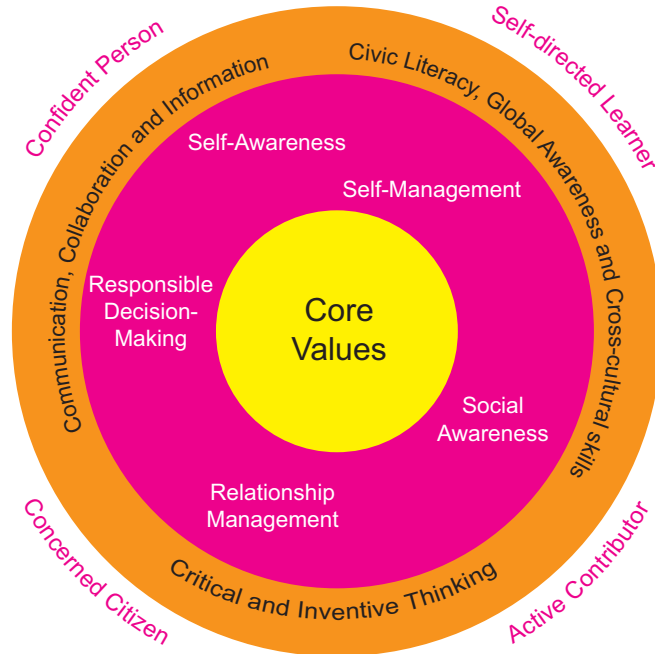 Confident Person
Self-directed Learner
Communication, Collaboration and Information
Civic Literacy, Global Awareness and Cross-cultural skills
Self-Awareness
Self-Management
Responsible
Decision-
Making
Core
Values
Social
Awareness
Relationship
Management
Critical and Inventive Thinking
Concerned Citizen
Active Contributor